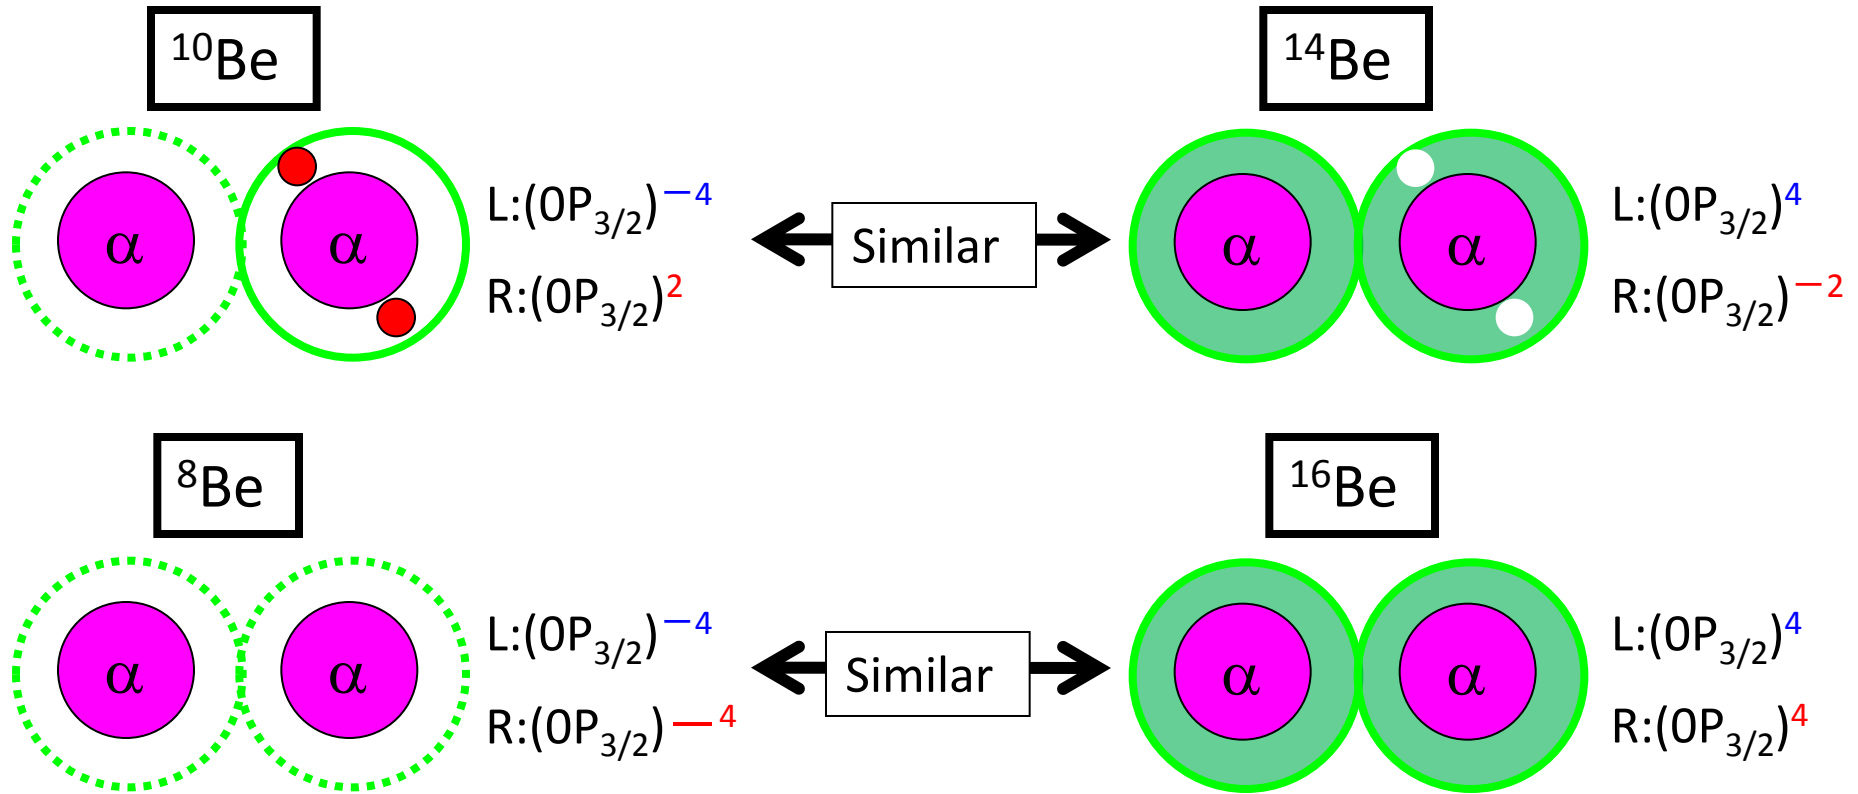 ¹⁰Be
¹⁴Be
α
α
L:(0P₃/₂)⁻⁴
R:(0P₃/₂)²
Similar
α
α
L:(0P₃/₂)⁴
R:(0P₃/₂)⁻²
⁸Be
¹⁶Be
α
α
L:(0P₃/₂)⁻⁴
R:(0P₃/₂)⁻⁴
Similar
α
α
L:(0P₃/₂)⁴
R:(0P₃/₂)⁴